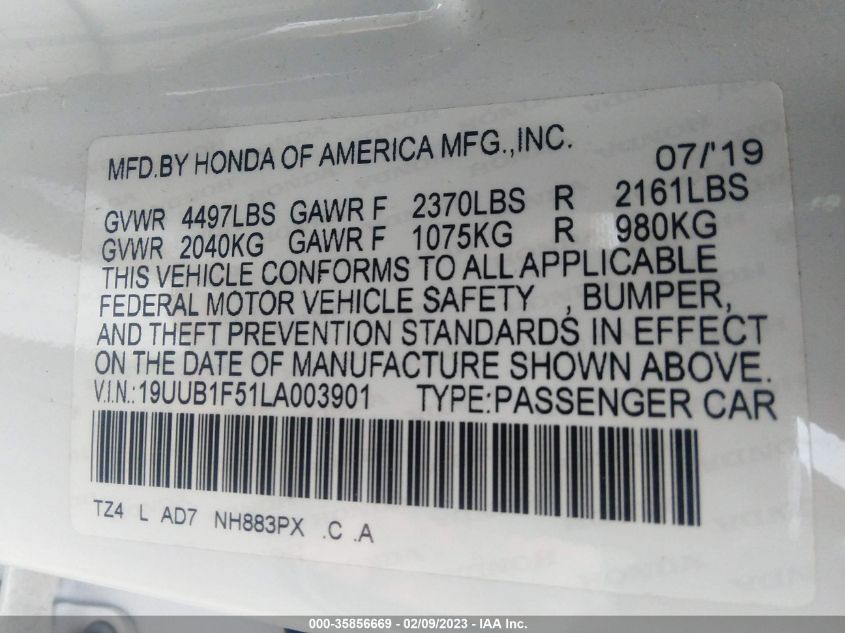 MFD.BY HONDA OF AMERICA MFG.,INC. 07/'19
GVWR 4497LBS GAWR F 2370LBS R 2161LBS
GVWR 2040KG GAWR F 1075KG R 980KG
THIS VEHICLE CONFORMS TO ALL APPLICABLE
FEDERAL MOTOR VEHICLE SAFETY , BUMPER,
AND THEFT PREVENTION STANDARDS IN EFFECT
ON THE DATE OF MANUFACTURE SHOWN ABOVE.
V.I.N.:19UUB1F51LA003901 TYPE:PASSENGER CAR
TZ4 L AD7 NH883PX .C .A
000-35856669 - 02/09/2023 - IAA Inc.